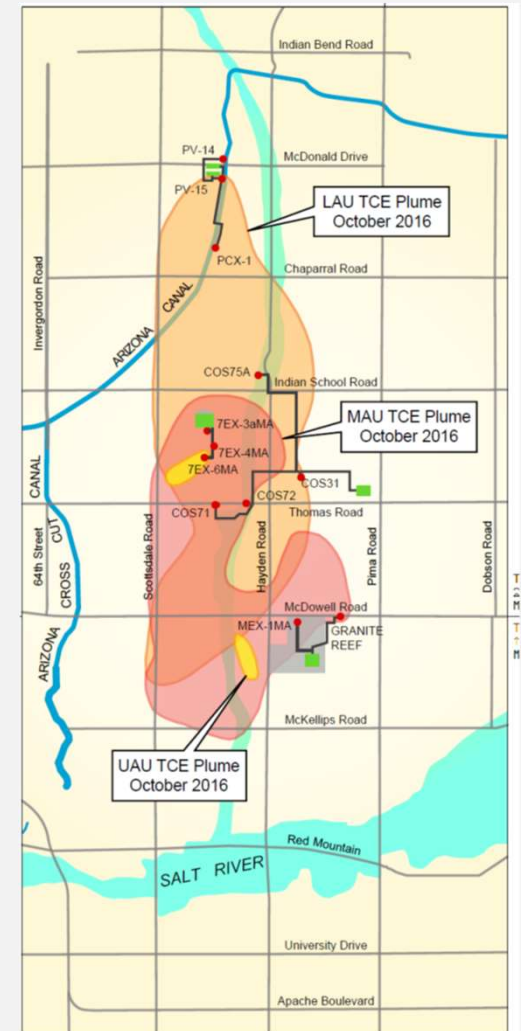 Indian Bend Road
PV-14
McDonald Drive
PV-15
LAU TCE Plume
October 2016
PCX-1
Chaparral Road
Invergordon Road
ARIZONA CANAL
COS75A
Indian School Road
MAU TCE Plume
October 2016
7EX-3aMA
7EX-4MA
7EX-6MA
COS31
COS72
COS71
Thomas Road
CANAL
64th Street
CROSS CUT
ARIZONA
Scottsdale Road
Hayden Road
Pima Road
Dobson Road
McDowell Road
MEX-1MA
GRANITE
REEF
McKellips Road
UAU TCE Plume
October 2016
Red Mountain
SALT RIVER
University Drive
Apache Boulevard